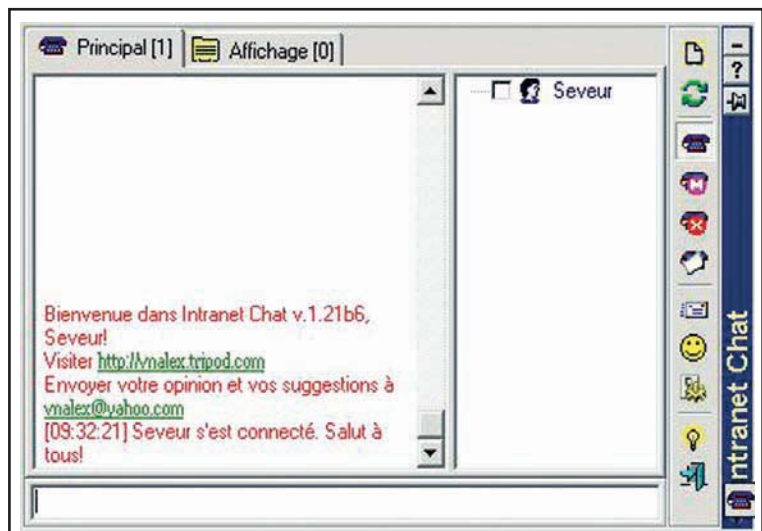 Principal [1]
Affichage [0]
Seveur
Bienvenue dans Intranet Chat v.1.21b6,
Seveur!
Visiter http://vnalex.tripod.com
Envoyer votre opinion et vos suggestions à
vnalex@yahoo.com
[09:32:21] Seveur s'est connecté. Salut à
tous!
?
Intranet Chat